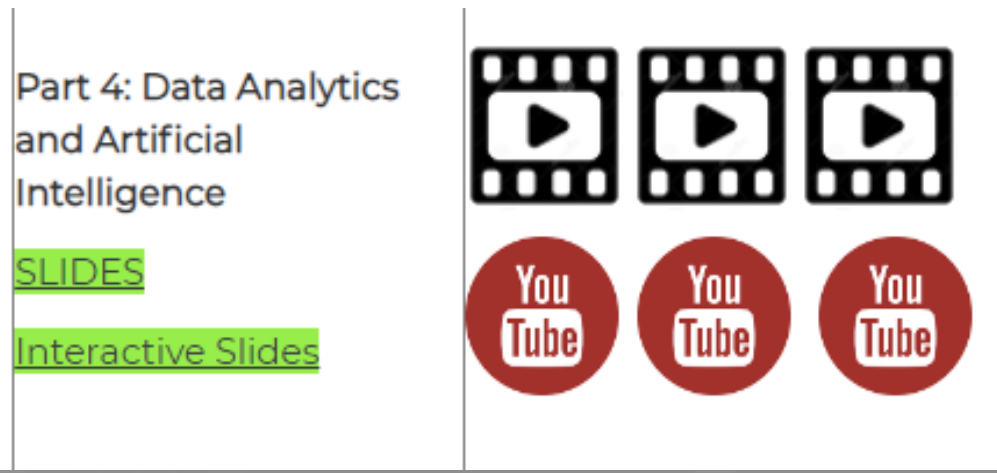 Part 4: Data Analytics
and Artificial
Intelligence
SLIDES
Interactive Slides
You Tube
You Tube
You Tube